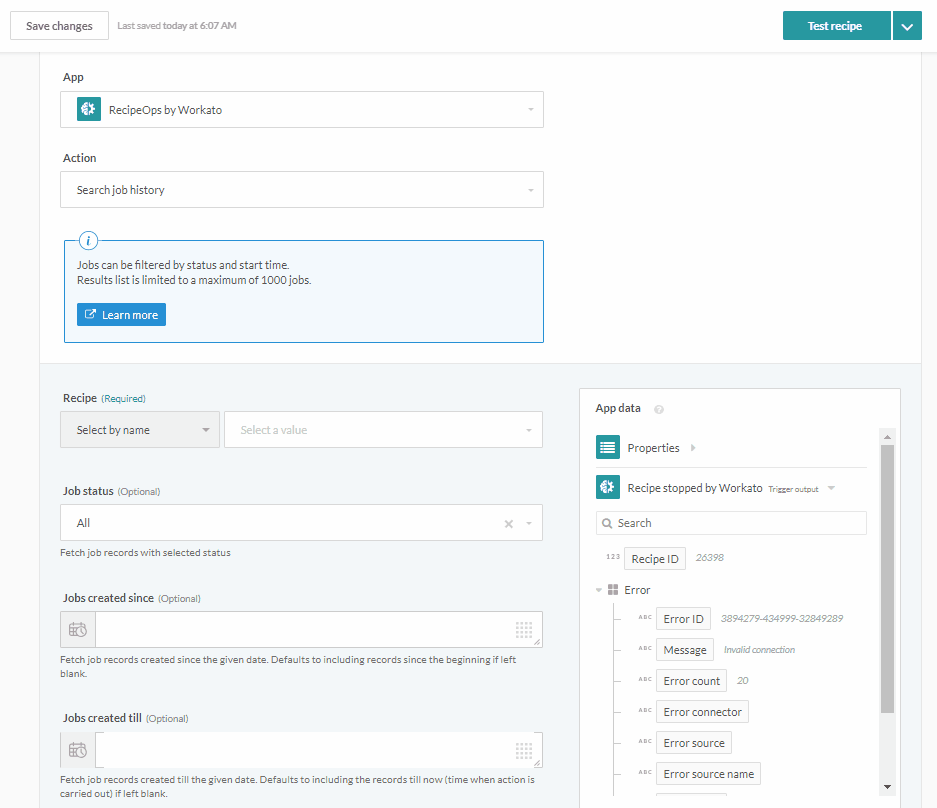 Save changes
Last saved today at 6:07 AM
Test recipe
App
RecipeOps by Workato
Action
Search job history
i
Jobs can be filtered by status and start time.
Results list is limited to a maximum of 1000 jobs.
Learn more
Recipe (Required)
Select by name
Select a value
Job status (Optional)
All
Fetch job records with selected status
Jobs created since (Optional)
Fetch job records created since the given date. Defaults to including records since the beginning if left
blank.
Jobs created till (Optional)
Fetch job records created till the given date. Defaults to including the records till now (time when action is
carried out) if left blank.
App data ?
Properties
Recipe stopped by Workato Trigger output
Search
123 Recipe ID 26398
Error
ABC Error ID 3894279-434999-32849289
ABC Message Invalid connection
ABC Error count 20
ABC Error connector
ABC Error source
ABC Error source name